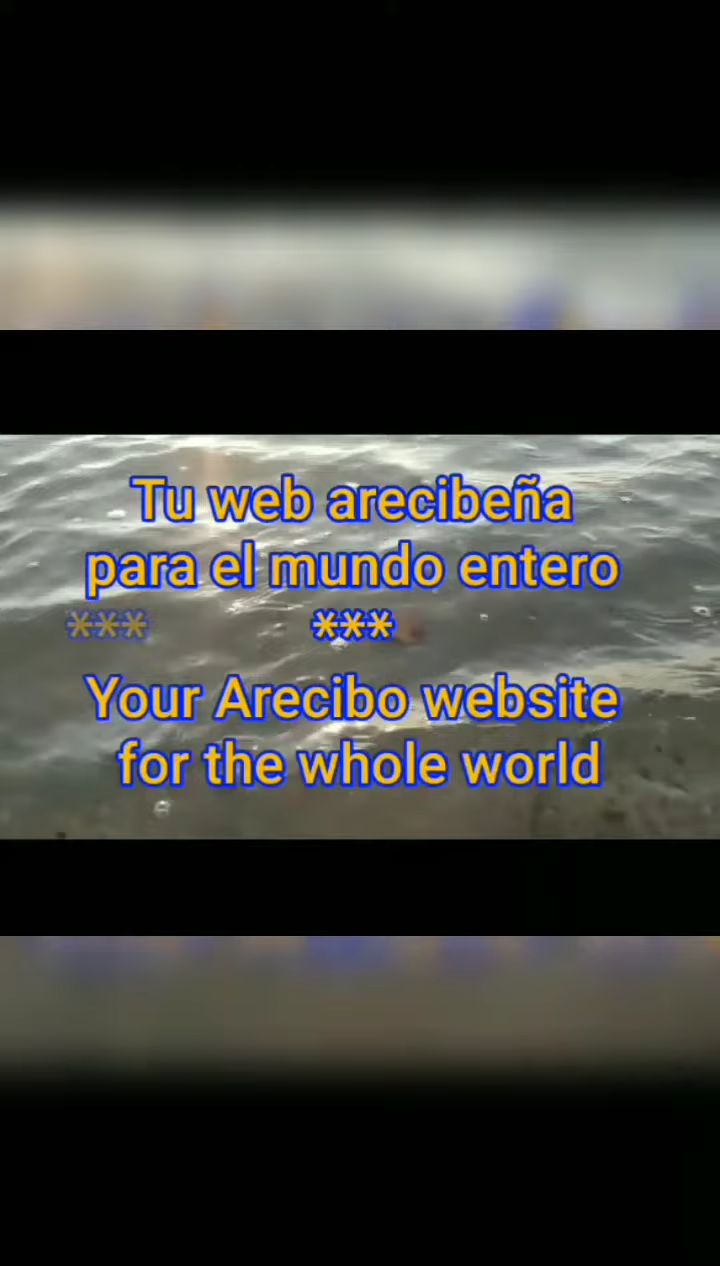 Tu web arecibeña
para el mundo entero
*** ***
Your Arecibo website
for the whole world